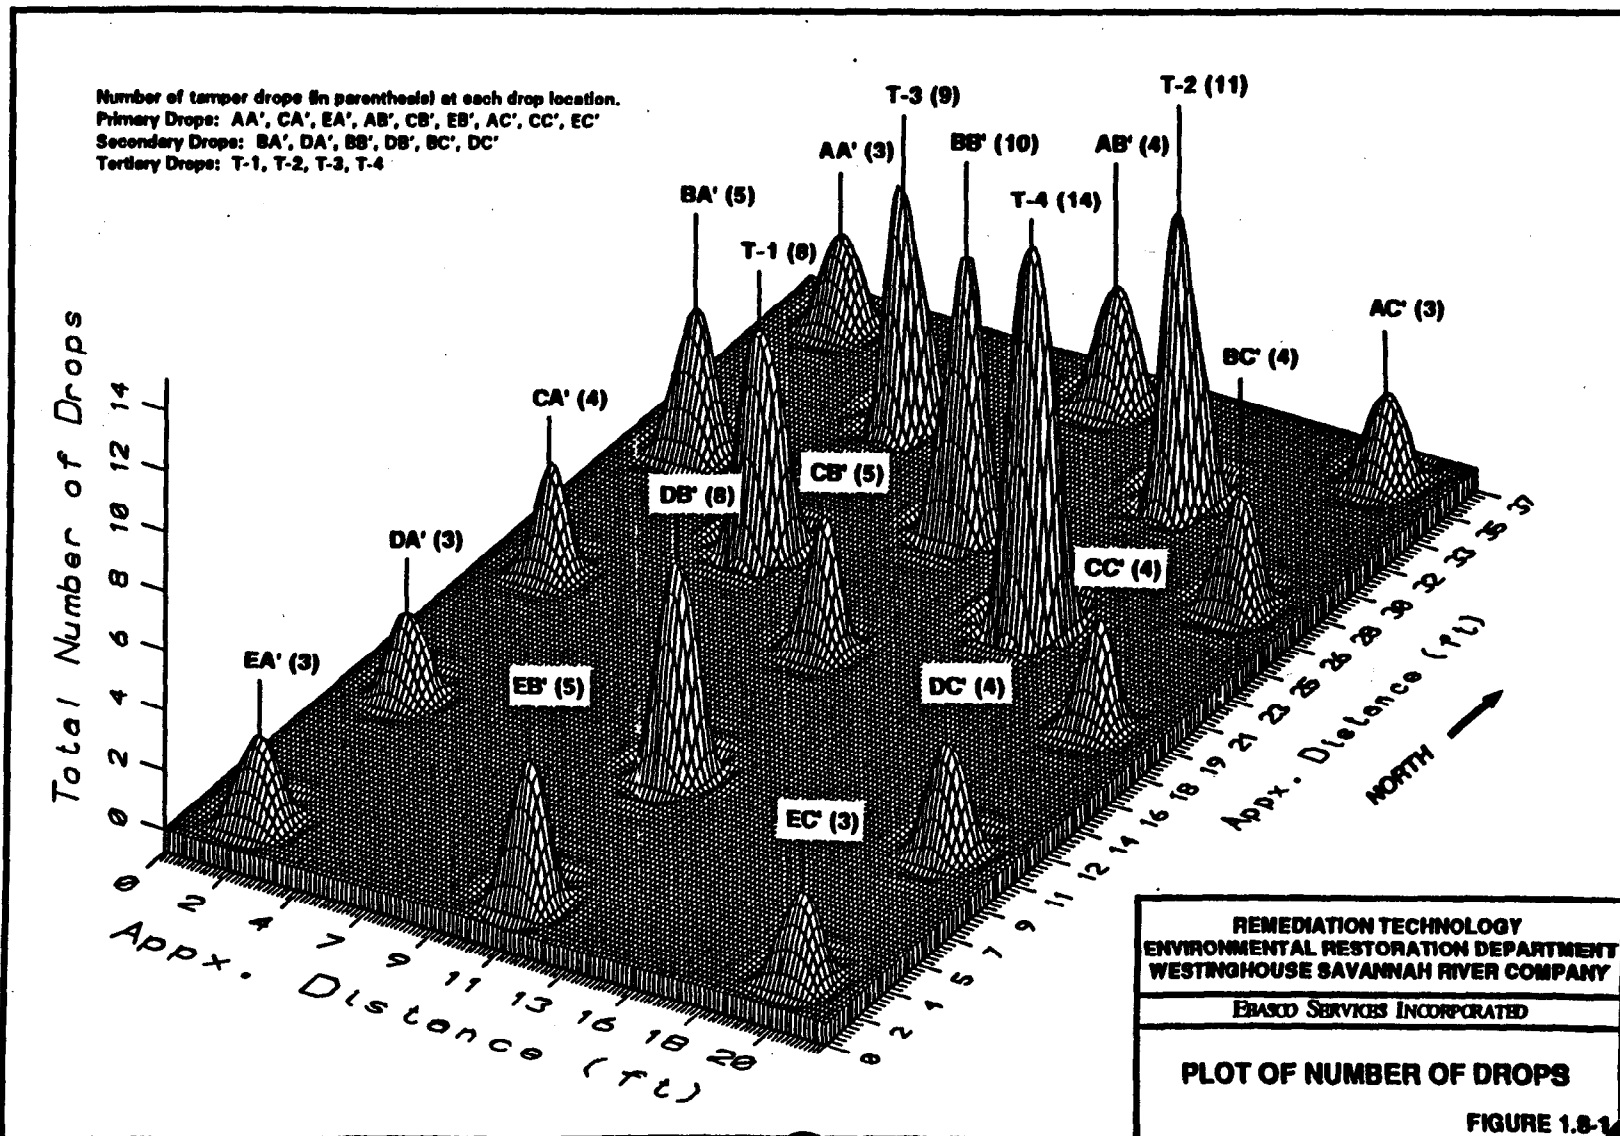 Number of tamper drops (in parenthesis) at each drop location.
Primary Drops: AA', CA', EA', AB', CB', EB', AC', CC', EC'
Secondary Drops: BA', DA', BB', DB', BC', DC'
Tertiary Drops: T-1, T-2, T-3, T-4
T-2 (11)
T-3 (9)
BB' (10)
AB' (4)
AA' (3)
BA' (5)
T-4 (14)
T-1 (8)
AC' (3)
BC' (4)
CA' (4)
CB' (5)
DB' (8)
DA' (3)
CC' (4)
EA' (3)
EB' (5)
DC' (4)
EC' (3)
Total Number of Drops
14
12
10
8
6
4
2
0
0 2 4 7 9 11 13 16 18 20
Appx. Distance (ft)
0 2 4 5 7 9 11 12 14 16 18 19 21 23 25 26 28 30 32 33 35 37
Appx. Distance (ft)
NORTH
REMEDIATION TECHNOLOGY
ENVIRONMENTAL RESTORATION DEPARTMENT
WESTINGHOUSE SAVANNAH RIVER COMPANY
EBASCO SERVICES INCORPORATED
PLOT OF NUMBER OF DROPS
FIGURE 1.8-1